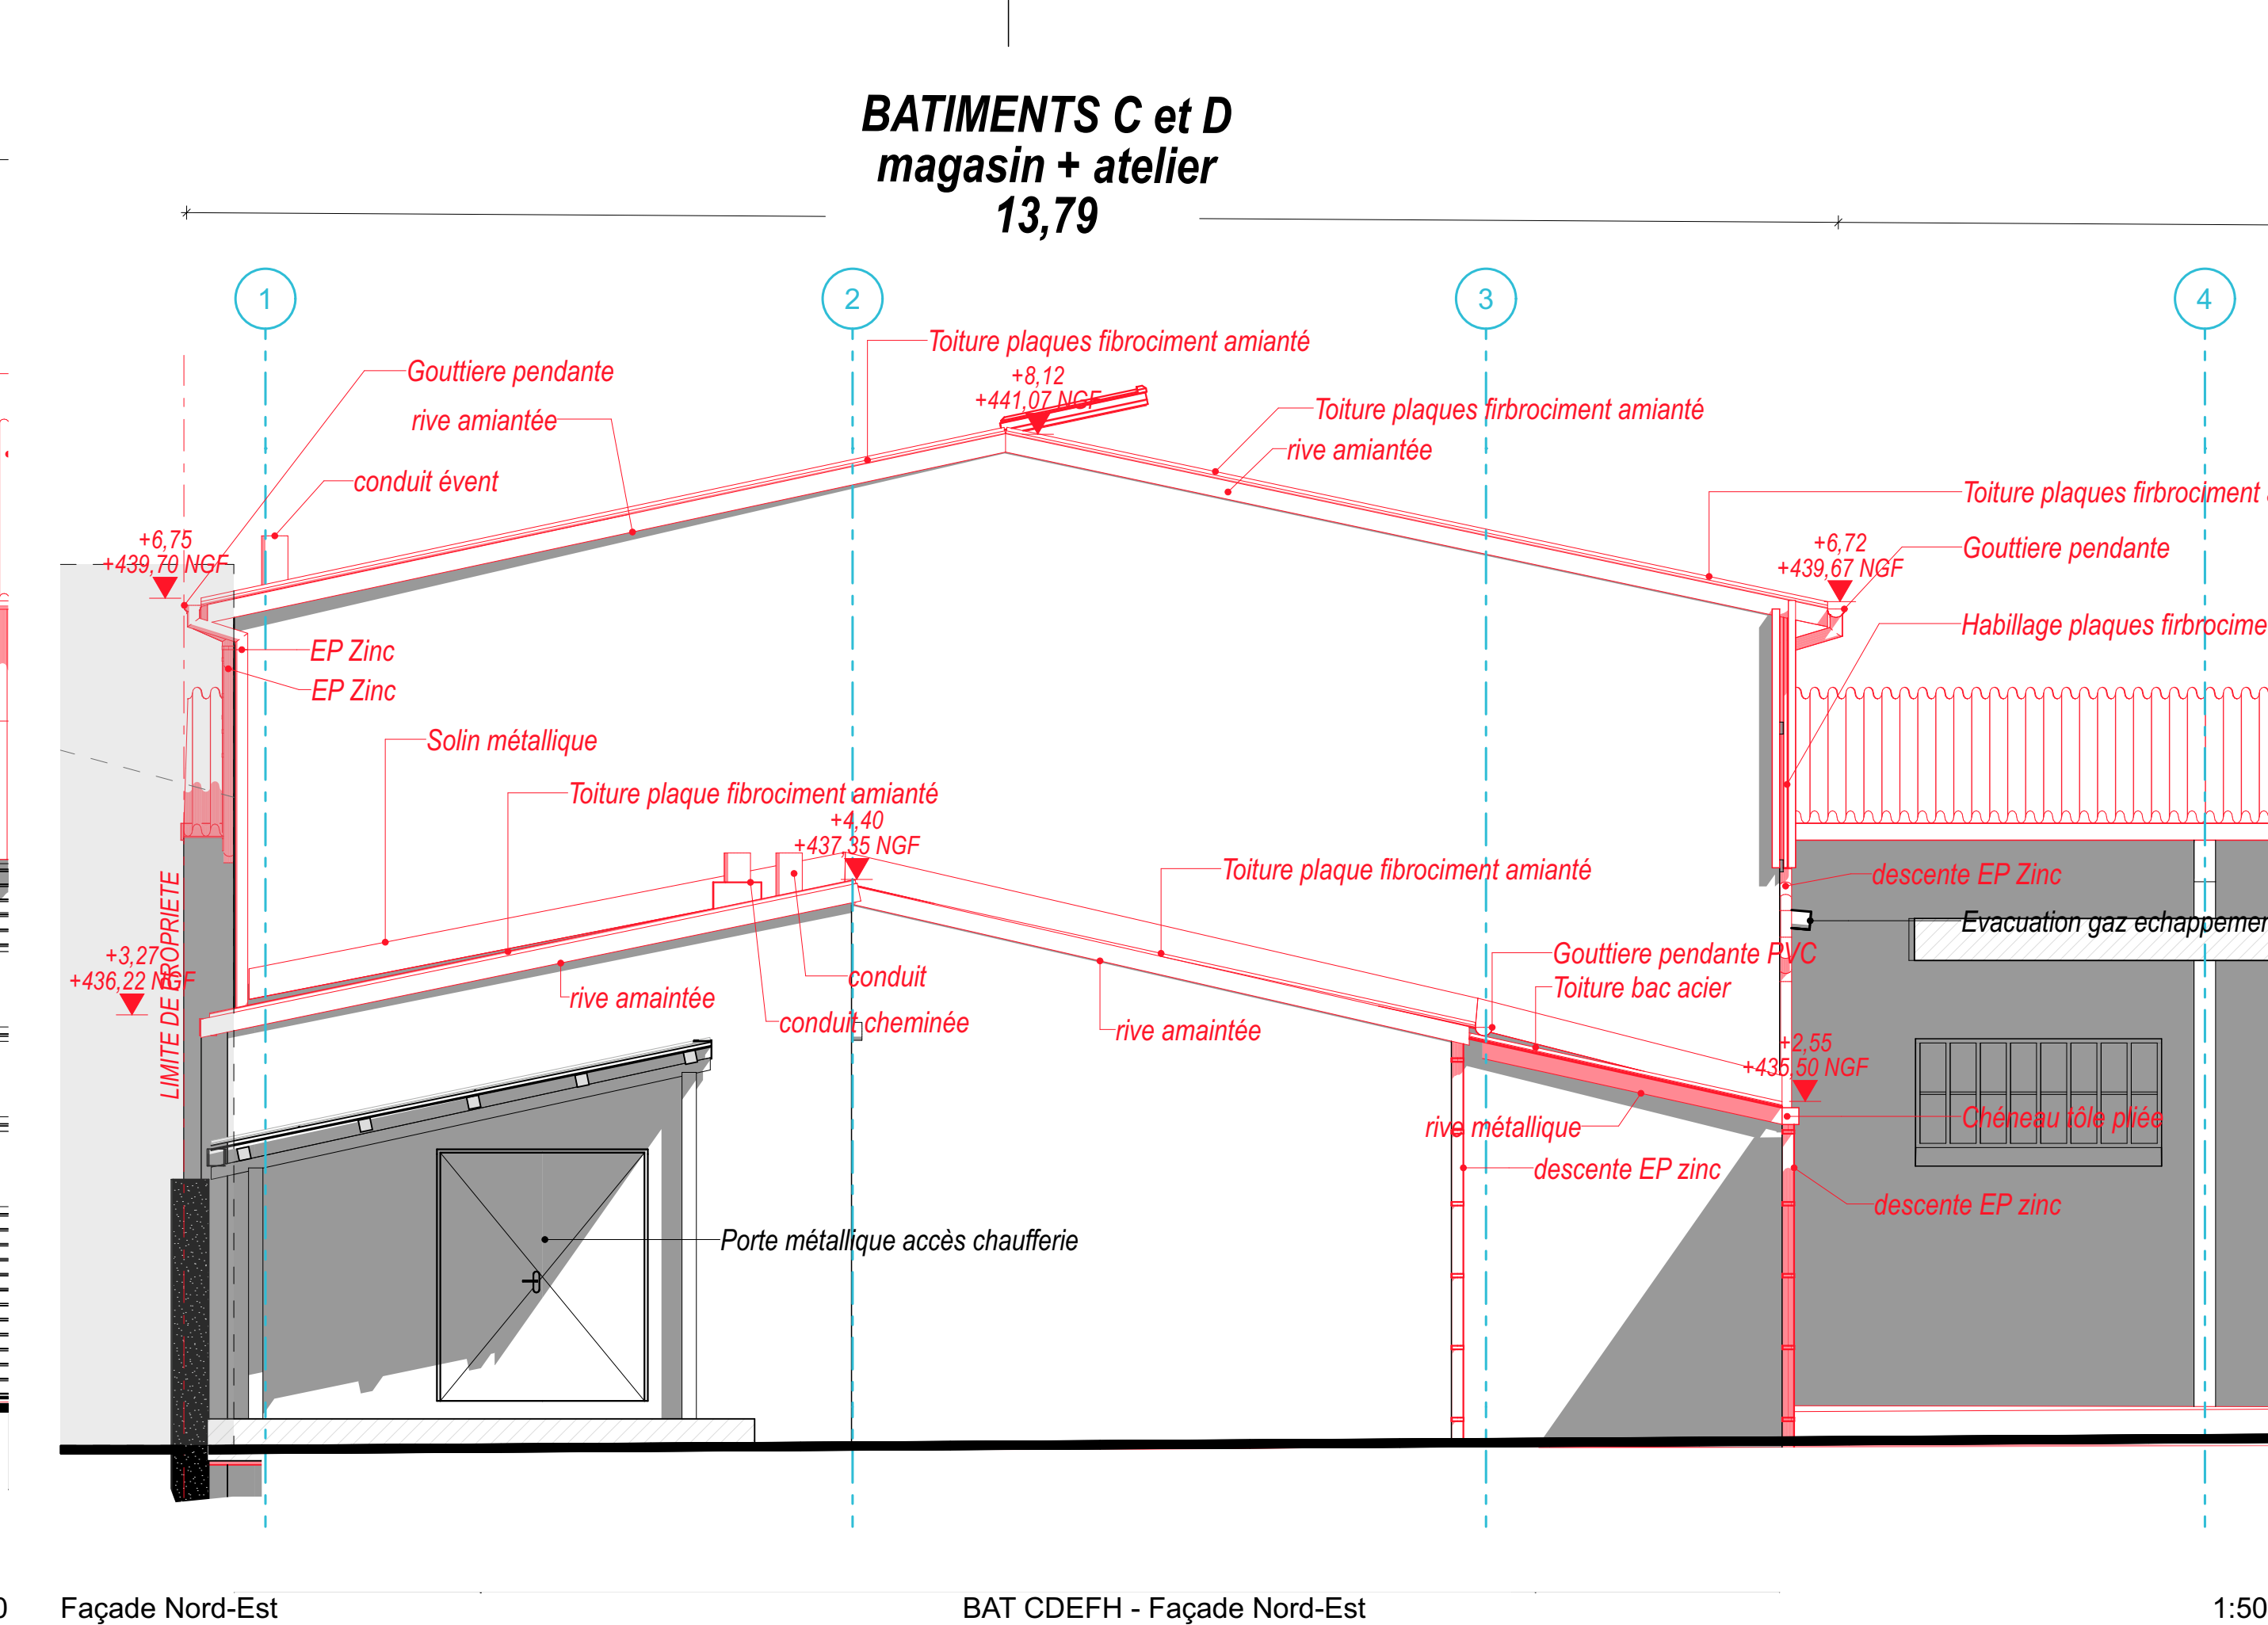 BATIMENTS C et D
magasin + atelier
13,79
1
2
3
4
Toiture plaques fibrociment amianté
Gouttiere pendante
+8,12
+441,07 NGF
rive amiantée
Toiture plaques firbrociment amianté
rive amiantée
conduit évent
Toiture plaques firbrociment
+6,75
+439,70 NGF
+6,72
+439,67 NGF
Gouttiere pendante
Habillage plaques firbrocime
EP Zinc
EP Zinc
Solin métallique
Toiture plaque fibrociment amianté
+4,40
+437,35 NGF
Toiture plaque fibrociment amianté
descente EP Zinc
Evacuation gaz echappemen
LIMITE DE PROPRIETE
+3,27
+436,22 NGF
Gouttiere pendante PVC
conduit
Toiture bac acier
rive amaintée
conduit cheminée
rive amaintée
+2,55
+435,50 NGF
Chéneau tôle pliée
rive métallique
descente EP zinc
descente EP zinc
Porte métallique accès chaufferie
0
Façade Nord-Est
BAT CDEFH - Façade Nord-Est
1:50